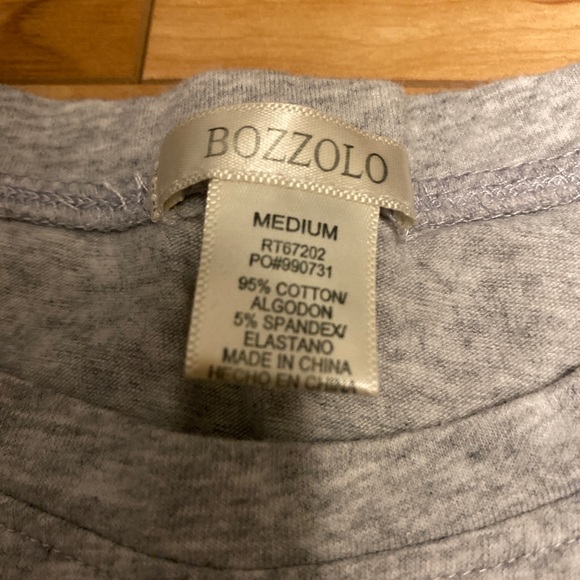 BOZZOLO
MEDIUM
RT67202
PO#990731
95% COTTON/
ALGODON
5% SPANDEX/
ELASTANO
MADE IN CHINA
HECHO EN CHINA